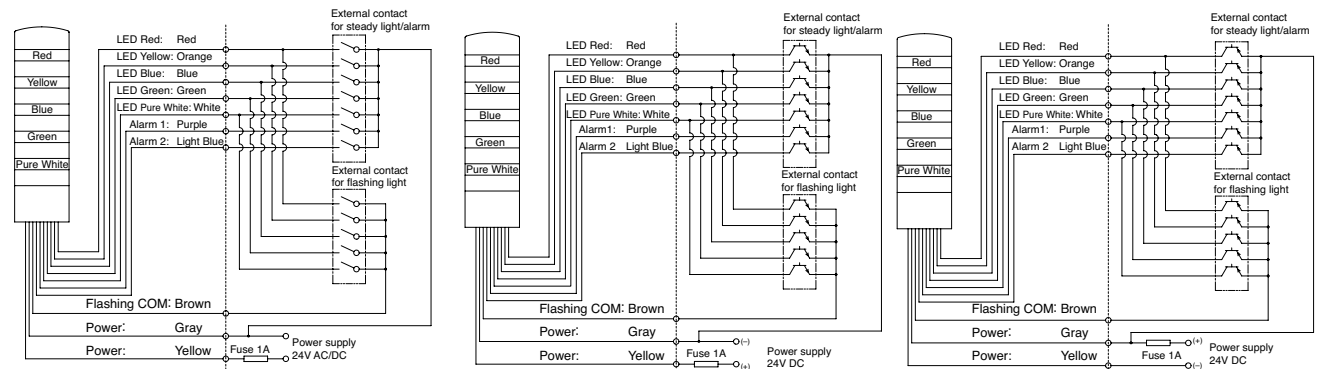 External contact
for steady light/alarm
Red
Yellow
Blue
Green
Pure White
LED Red: Red
LED Yellow: Orange
LED Blue: Blue
LED Green: Green
LED Pure White: White
Alarm 1: Purple
Alarm 2: Light Blue
External contact
for flashing light
Flashing COM: Brown
Power: Gray
Power: Yellow
Fuse 1A
Power supply
24V AC/DC
External contact
for steady light/alarm
Red
Yellow
Blue
Green
Pure White
LED Red: Red
LED Yellow: Orange
LED Blue: Blue
LED Green: Green
LED Pure White: White
Alarm1: Purple
Alarm 2 Light Blue
External contact
for flashing light
Flashing COM: Brown
Power: Gray
(−)
Power: Yellow
Fuse 1A
(+)
Power supply
24V DC
External contact
for steady light/alarm
Red
Yellow
Blue
Green
Pure White
LED Red: Red
LED Yellow: Orange
LED Blue: Blue
LED Green: Green
LED Pure White: White
Alarm1: Purple
Alarm 2 Light Blue
External contact
for flashing light
Flashing COM: Brown
Power: Gray
(+)
Fuse 1A
Power: Yellow
(−)
Power supply
24V DC